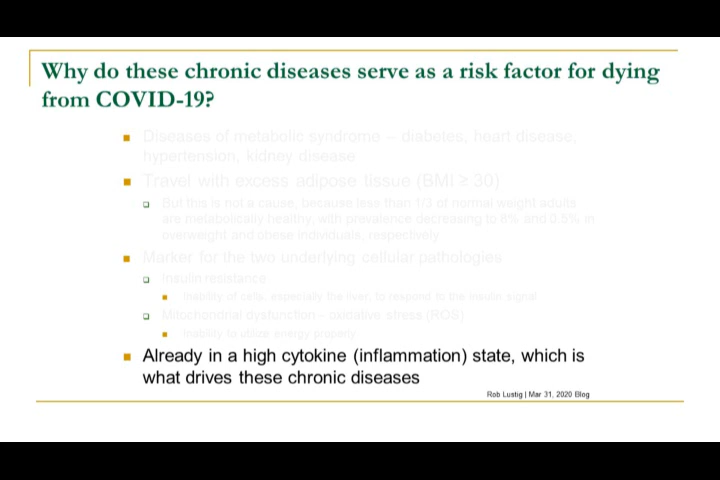 Why do these chronic diseases serve as a risk factor for dying
from COVID-19?
Diseases of metabolic syndrome – diabetes, heart disease,
hypertension, kidney disease
Travel with excess adipose tissue (BMI ≥ 30)
But this is not a cause, because less than 1/3 of normal weight adults
are metabolically healthy, with prevalence decreasing to 8% and 0.5% in
overweight and obese individuals, respectively
Marker for the two underlying cellular pathologies
Insulin resistance
Inability of cells, especially the liver, to respond to the insulin signal
Mitochondrial dysfunction – oxidative stress (ROS)
Inability to utilize energy properly
Already in a high cytokine (inflammation) state, which is
what drives these chronic diseases
Rob Lustig | Mar 31, 2020 Blog